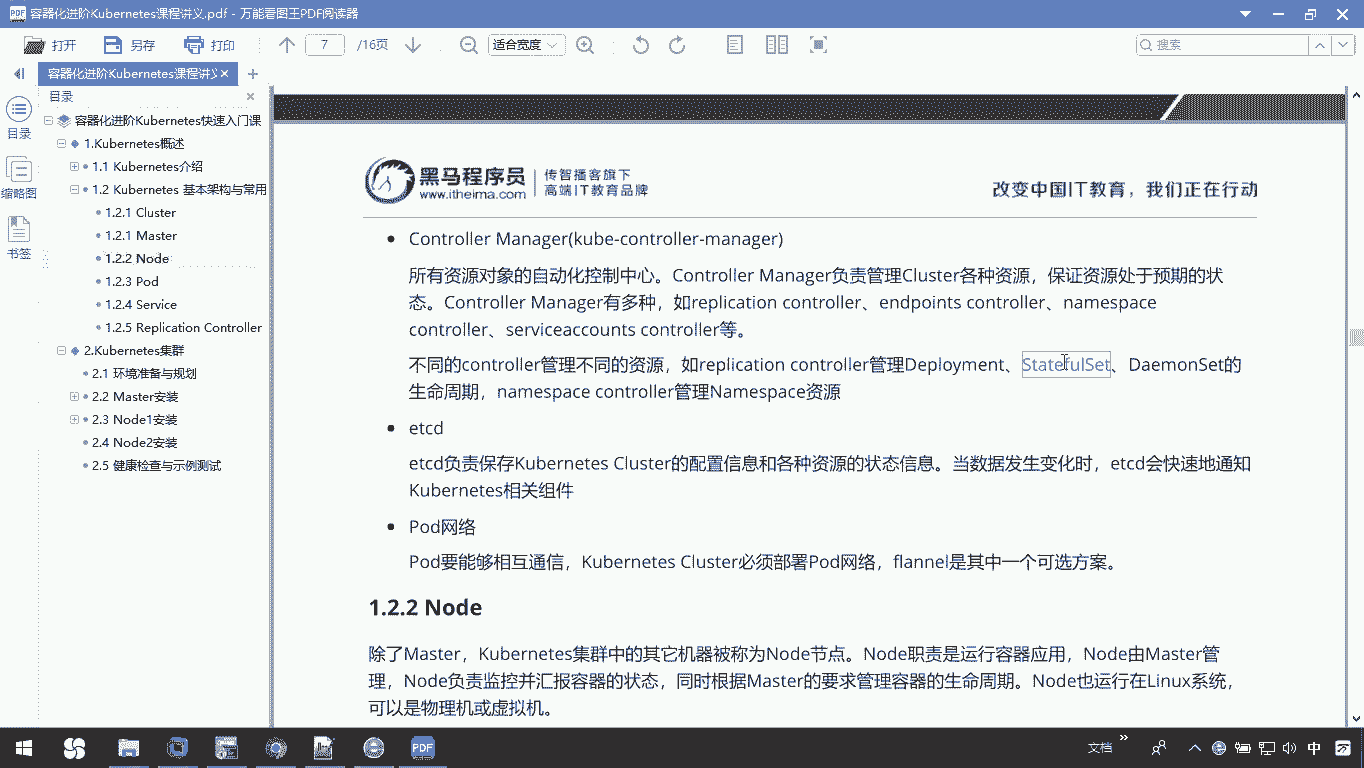 容器化进阶Kubernetes课程讲义.pdf - 万能看图王PDF阅读器
打开 另存 打印 7 /16页 适合宽度 搜索
容器化进阶Kubernetes课程讲义
目录
目录
缩略图
书签
容器化进阶Kubernetes快速入门课
1.Kubernetes概述
1.1 Kubernetes介绍
1.2 Kubernetes 基本架构与常用
1.2.1 Cluster
1.2.1 Master
1.2.2 Node
1.2.3 Pod
1.2.4 Service
1.2.5 Replication Controller
2.Kubernetes集群
2.1 环境准备与规划
2.2 Master安装
2.3 Node1安装
2.4 Node2安装
2.5 健康检查与示例测试
黑马程序员
www.itheima.com
传智播客旗下
高端IT教育品牌
改变中国IT教育，我们正在行动
Controller Manager(kube-controller-manager)
所有资源对象的自动化控制中心。Controller Manager负责管理Cluster各种资源，保证资源处于预期的状
态。Controller Manager有多种，如replication controller、endpoints controller、namespace
controller、serviceaccounts controller等。
不同的controller管理不同的资源，如replication controller管理Deployment、StatefulSet、DaemonSet的
生命周期，namespace controller管理Namespace资源
etcd
etcd负责保存Kubernetes Cluster的配置信息和各种资源的状态信息。当数据发生变化时，etcd会快速地通知
Kubernetes相关组件
Pod网络
Pod要能够相互通信，Kubernetes Cluster必须部署Pod网络，flannel是其中一个可选方案。
1.2.2 Node
除了Master，Kubernetes集群中的其它机器被称为Node节点。Node职责是运行容器应用，Node由Master管
理，Node负责监控并汇报容器的状态，同时根据Master的要求管理容器的生命周期。Node也运行在Linux系统，
可以是物理机或虚拟机。
PDF
文档
中